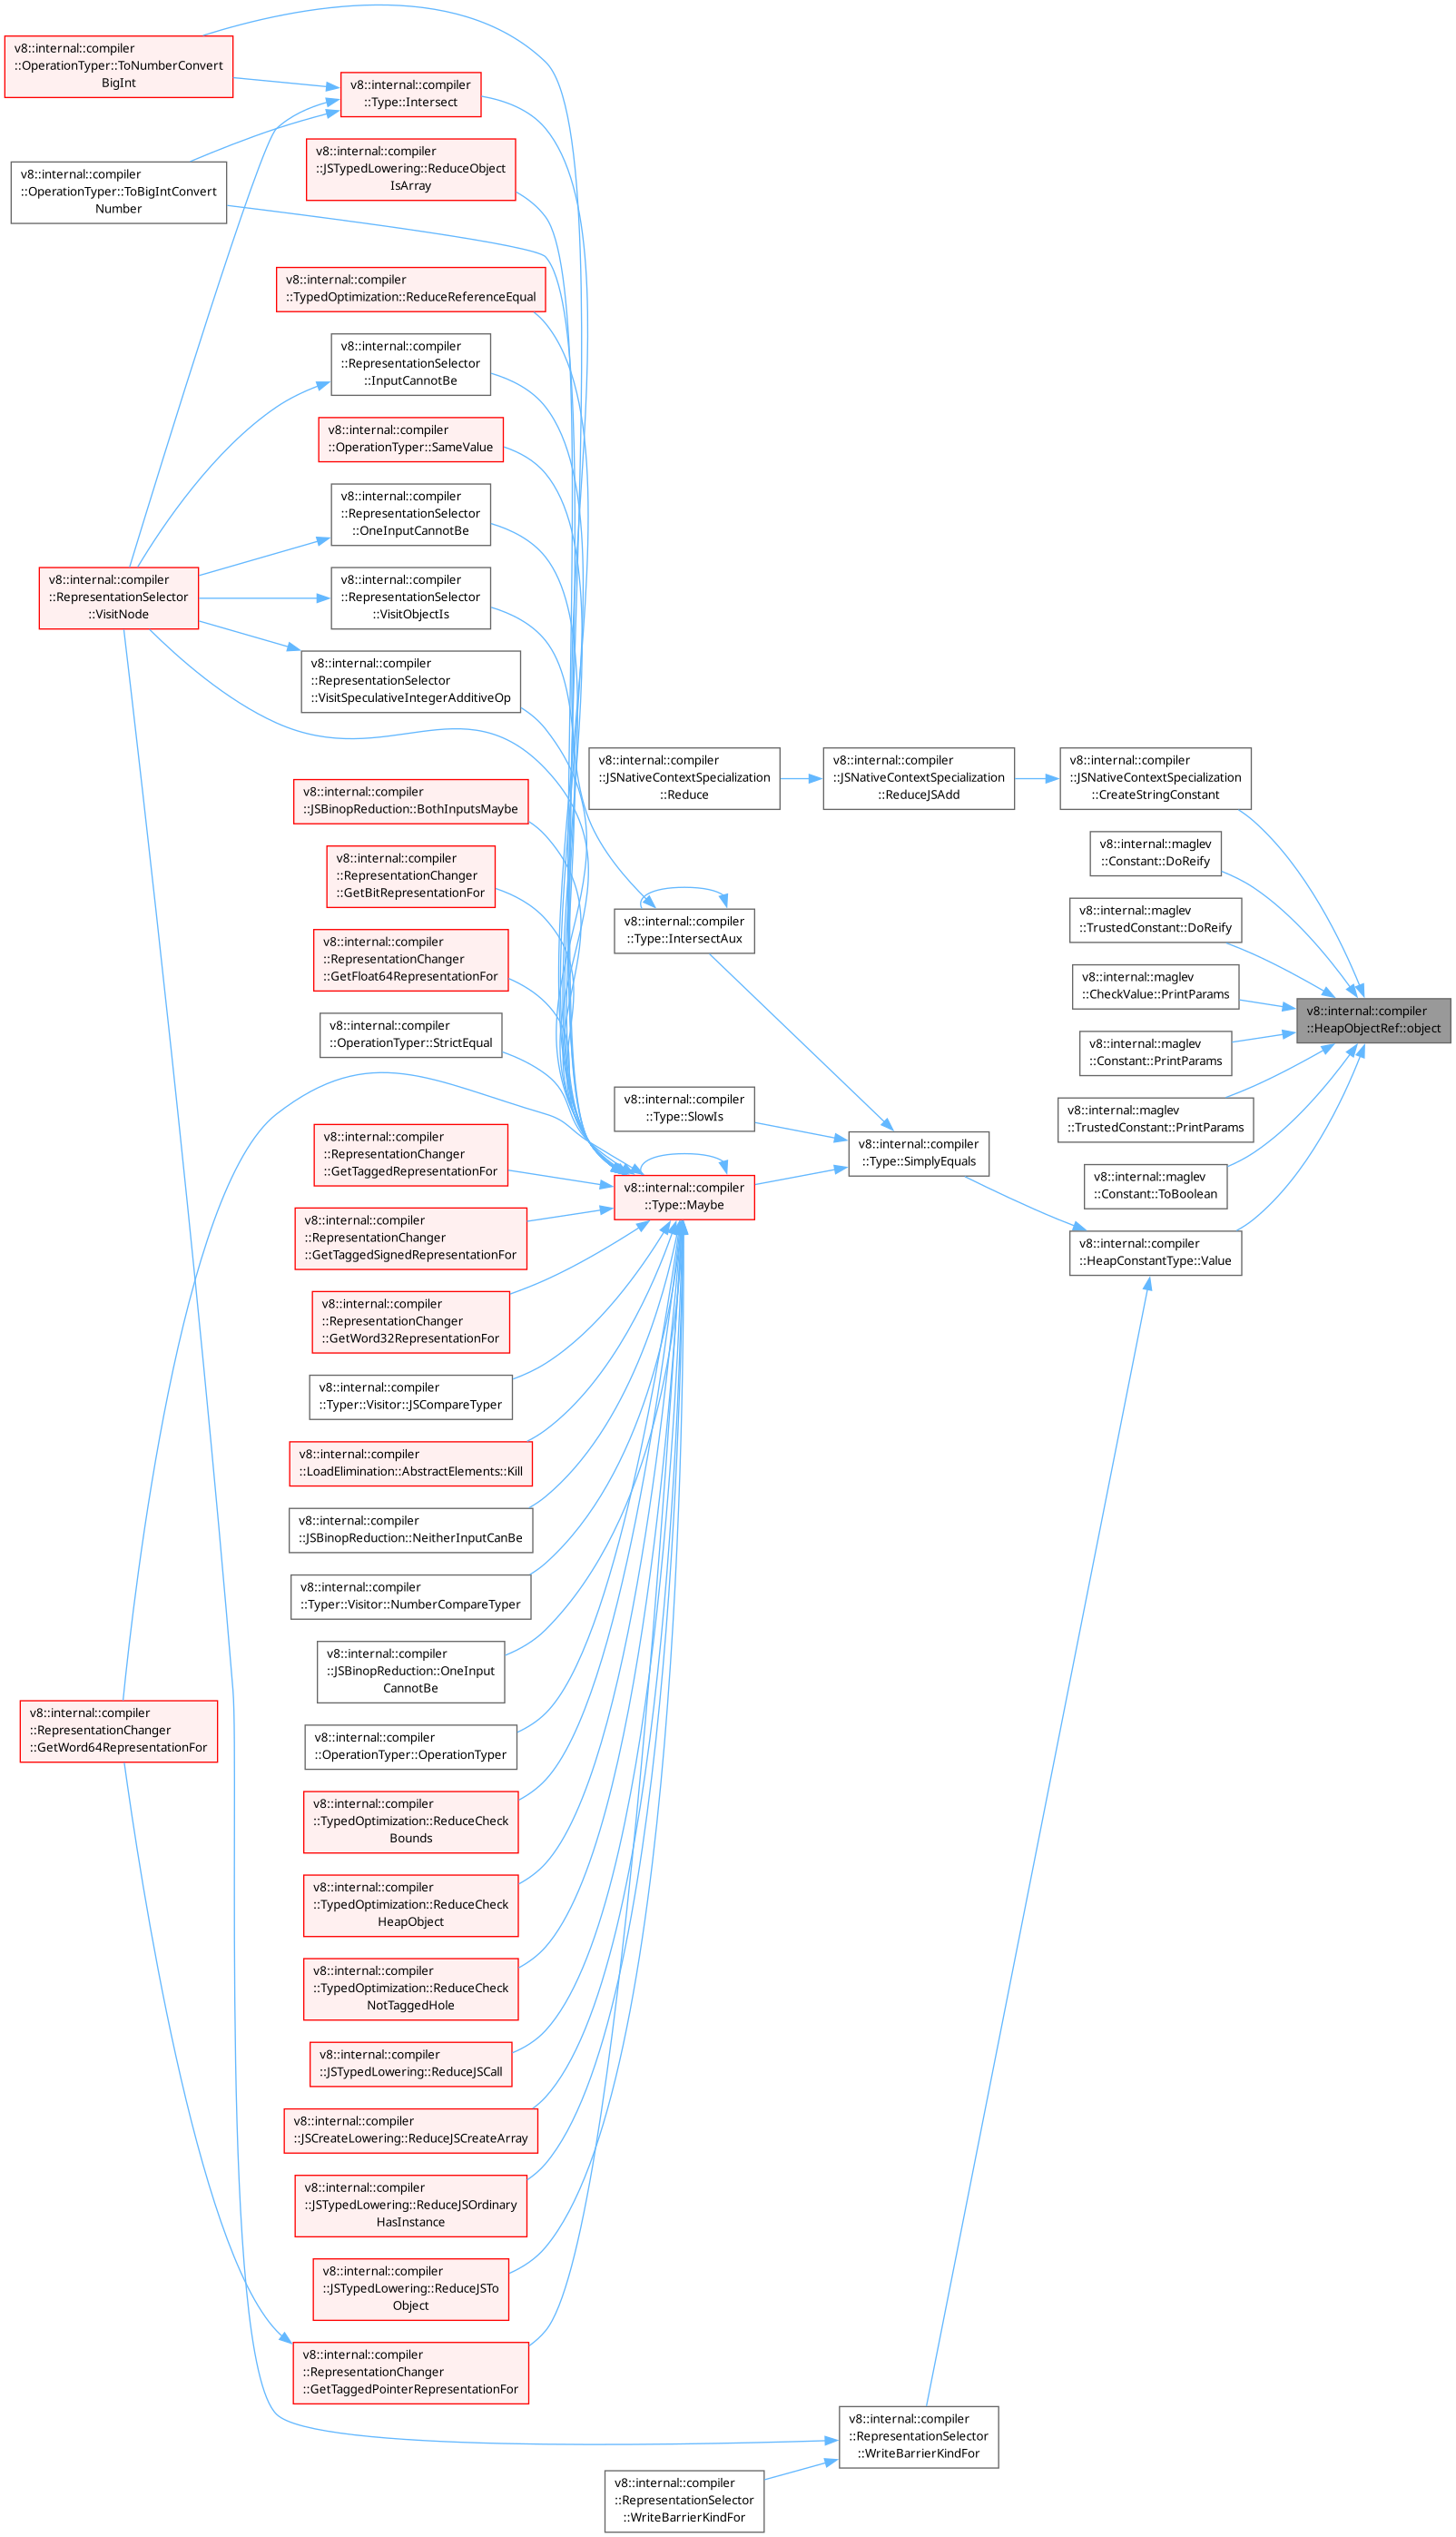 v8::internal::compiler
::OperationTyper::ToNumberConvert
BigInt
v8::internal::compiler
::Type::Intersect
v8::internal::compiler
::JSTypedLowering::ReduceObject
IsArray
v8::internal::compiler
::OperationTyper::ToBigIntConvert
Number
v8::internal::compiler
::TypedOptimization::ReduceReferenceEqual
v8::internal::compiler
::RepresentationSelector
::InputCannotBe
v8::internal::compiler
::OperationTyper::SameValue
v8::internal::compiler
::RepresentationSelector
::OneInputCannotBe
v8::internal::compiler
::RepresentationSelector
::VisitNode
v8::internal::compiler
::RepresentationSelector
::VisitObjectIs
v8::internal::compiler
::RepresentationSelector
::VisitSpeculativeIntegerAdditiveOp
v8::internal::compiler
::JSNativeContextSpecialization
::Reduce
v8::internal::compiler
::JSNativeContextSpecialization
::ReduceJSAdd
v8::internal::compiler
::JSNativeContextSpecialization
::CreateStringConstant
v8::internal::compiler
::JSBinopReduction::BothInputsMaybe
v8::internal::maglev
::Constant::DoReify
v8::internal::compiler
::RepresentationChanger
::GetBitRepresentationFor
v8::internal::maglev
::TrustedConstant::DoReify
v8::internal::compiler
::Type::IntersectAux
v8::internal::compiler
::RepresentationChanger
::GetFloat64RepresentationFor
v8::internal::maglev
::CheckValue::PrintParams
v8::internal::compiler
::HeapObjectRef::object
v8::internal::compiler
::OperationTyper::StrictEqual
v8::internal::maglev
::Constant::PrintParams
v8::internal::compiler
::Type::SlowIs
v8::internal::maglev
::TrustedConstant::PrintParams
v8::internal::compiler
::RepresentationChanger
::GetTaggedRepresentationFor
v8::internal::compiler
::Type::SimplyEquals
v8::internal::maglev
::Constant::ToBoolean
v8::internal::compiler
::Type::Maybe
v8::internal::compiler
::RepresentationChanger
::GetTaggedSignedRepresentationFor
v8::internal::compiler
::HeapConstantType::Value
v8::internal::compiler
::RepresentationChanger
::GetWord32RepresentationFor
v8::internal::compiler
::Typer::Visitor::JSCompareTyper
v8::internal::compiler
::LoadElimination::AbstractElements::Kill
v8::internal::compiler
::JSBinopReduction::NeitherInputCanBe
v8::internal::compiler
::Typer::Visitor::NumberCompareTyper
v8::internal::compiler
::JSBinopReduction::OneInput
CannotBe
v8::internal::compiler
::RepresentationChanger
::GetWord64RepresentationFor
v8::internal::compiler
::OperationTyper::OperationTyper
v8::internal::compiler
::TypedOptimization::ReduceCheck
Bounds
v8::internal::compiler
::TypedOptimization::ReduceCheck
HeapObject
v8::internal::compiler
::TypedOptimization::ReduceCheck
NotTaggedHole
v8::internal::compiler
::JSTypedLowering::ReduceJSCall
v8::internal::compiler
::JSCreateLowering::ReduceJSCreateArray
v8::internal::compiler
::JSTypedLowering::ReduceJSOrdinary
HasInstance
v8::internal::compiler
::JSTypedLowering::ReduceJSTo
Object
v8::internal::compiler
::RepresentationChanger
::GetTaggedPointerRepresentationFor
v8::internal::compiler
::RepresentationSelector
::WriteBarrierKindFor
v8::internal::compiler
::RepresentationSelector
::WriteBarrierKindFor